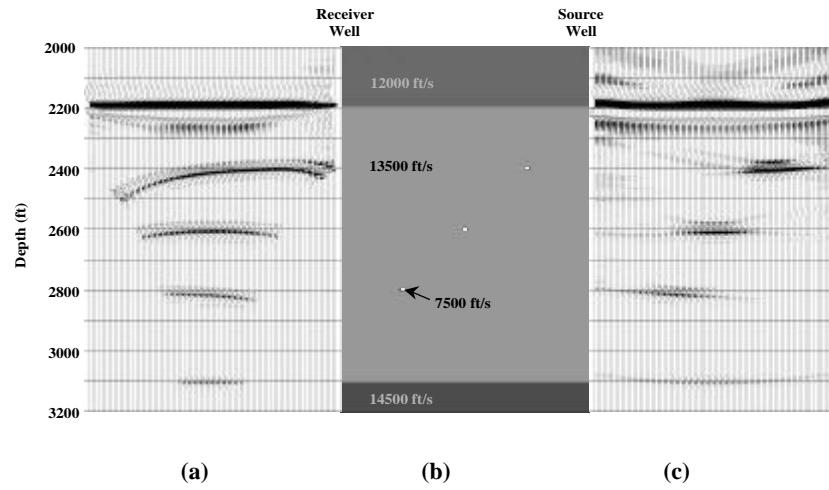 Receiver Well
Source Well
2000
2200
2400
2600
2800
3000
3200
Depth (ft)
12000 ft/s
13500 ft/s
7500 ft/s
14500 ft/s
(a)
(b)
(c)